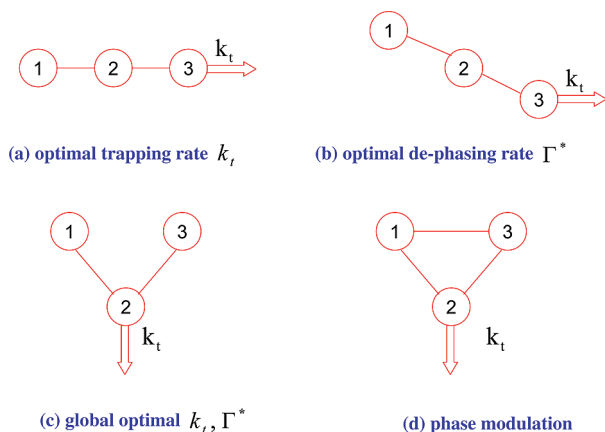 1 2 3 k_t
1 2 3 k_t
(a) optimal trapping rate k_t
(b) optimal de-phasing rate Γ*
1 3
2
k_t
1 3
2
k_t
(c) global optimal k_t, Γ*
(d) phase modulation